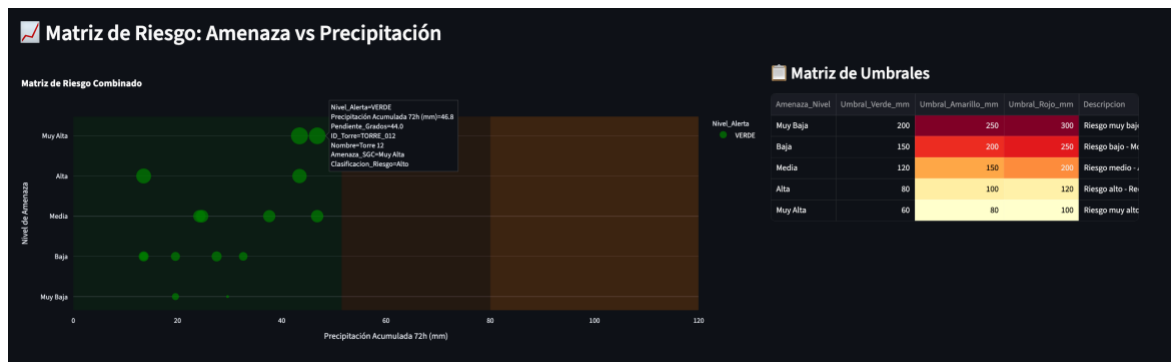 Matriz de Riesgo: Amenaza vs Precipitación
Matriz de Riesgo Combinado
Nivel_Alerta=VERDE
Precipitación Acumulada 72h (mm)=46.8
Pendiente_Grados=44.0
ID_Torre=TORRE_012
Nombre=Torre 12
Amenaza_SGC=Muy Alta
Clasificacion_Riesgo=Alto
Nivel de Amenaza
Muy Alta
Alta
Media
Baja
Muy Baja
0 20 40 60 80 100 120
Precipitación Acumulada 72h (mm)
Nivel_Alerta
VERDE
Matriz de Umbrales
Amenaza_Nivel Umbral_Verde_mm Umbral_Amarillo_mm Umbral_Rojo_mm Descripcion
Muy Baja 200 250 300 Riesgo muy
Baja 150 200 250 Riesgo bajo -
Media 120 150 200 Riesgo medio -
Alta 80 100 120 Riesgo alto -
Muy Alta 60 80 100 Riesgo muy